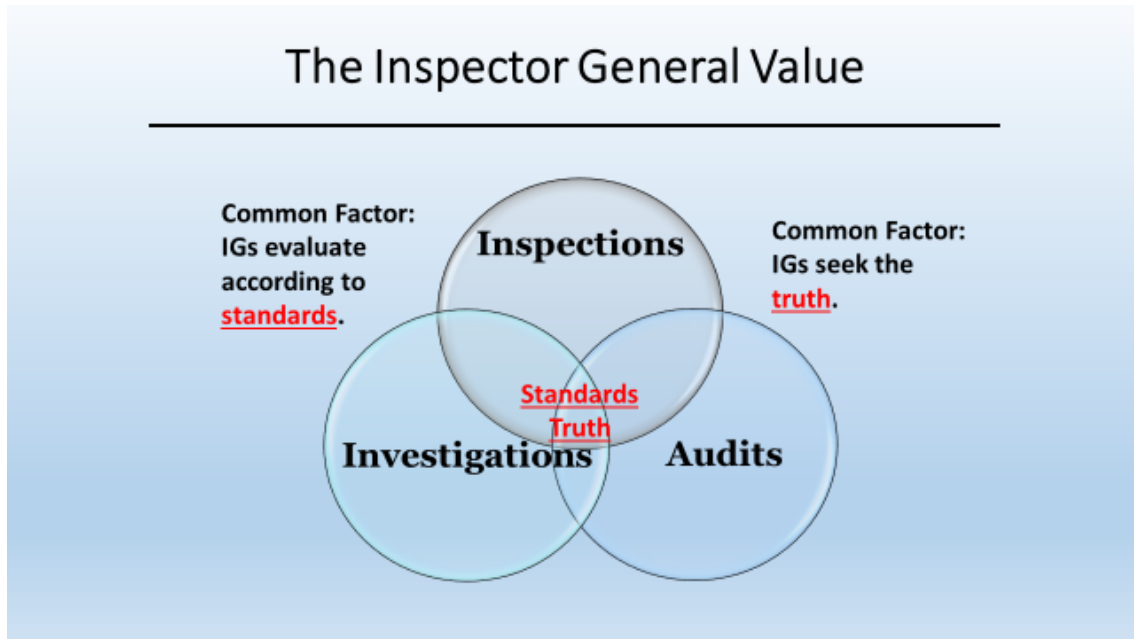 The Inspector General Value
Common Factor:
IGs evaluate
according to
standards.
Common Factor:
IGs seek the
truth.
Inspections
Standards
Truth
Investigations
Audits